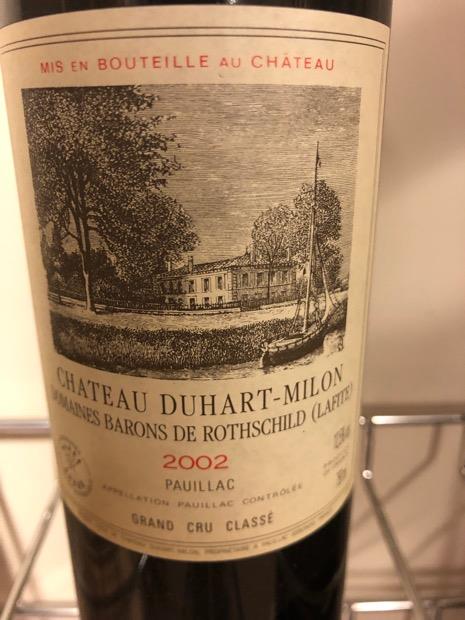 MIS EN BOUTEILLE AU CHÂTEAU
CHATEAU DUHART-MILON
DOMAINES BARONS DE ROTHSCHILD (LAFITE)
2002
PAUILLAC
APPELLATION PAUILLAC CONTRÔLÉE
GRAND CRU CLASSÉ